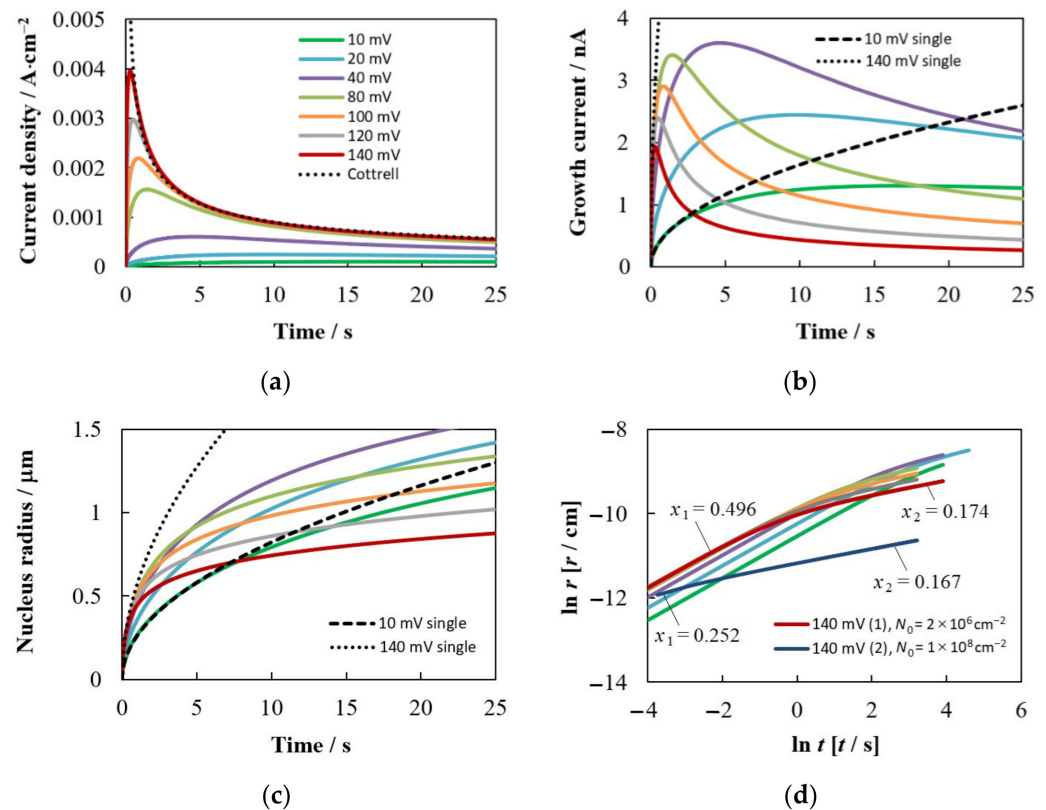 0.005
0.004
0.003
0.002
0.001
0
Current density / A·cm⁻²
10 mV
20 mV
40 mV
80 mV
100 mV
120 mV
140 mV
Cottrell
0 5 10 15 20 25
Time / s
(a)
4
3
2
1
0
Growth current / nA
10 mV single
140 mV single
0 5 10 15 20 25
Time / s
(b)
1.5
1
0.5
0
Nucleus radius / µm
10 mV single
140 mV single
0 5 10 15 20 25
Time / s
(c)
−8
−10
−12
−14
ln r [r / cm]
x₁ = 0.496
x₂ = 0.174
x₂ = 0.167
x₁ = 0.252
140 mV (1), N₀ = 2 × 10⁶ cm⁻²
140 mV (2), N₀ = 1 × 10⁸ cm⁻²
−4 −2 0 2 4 6
ln t [t / s]
(d)